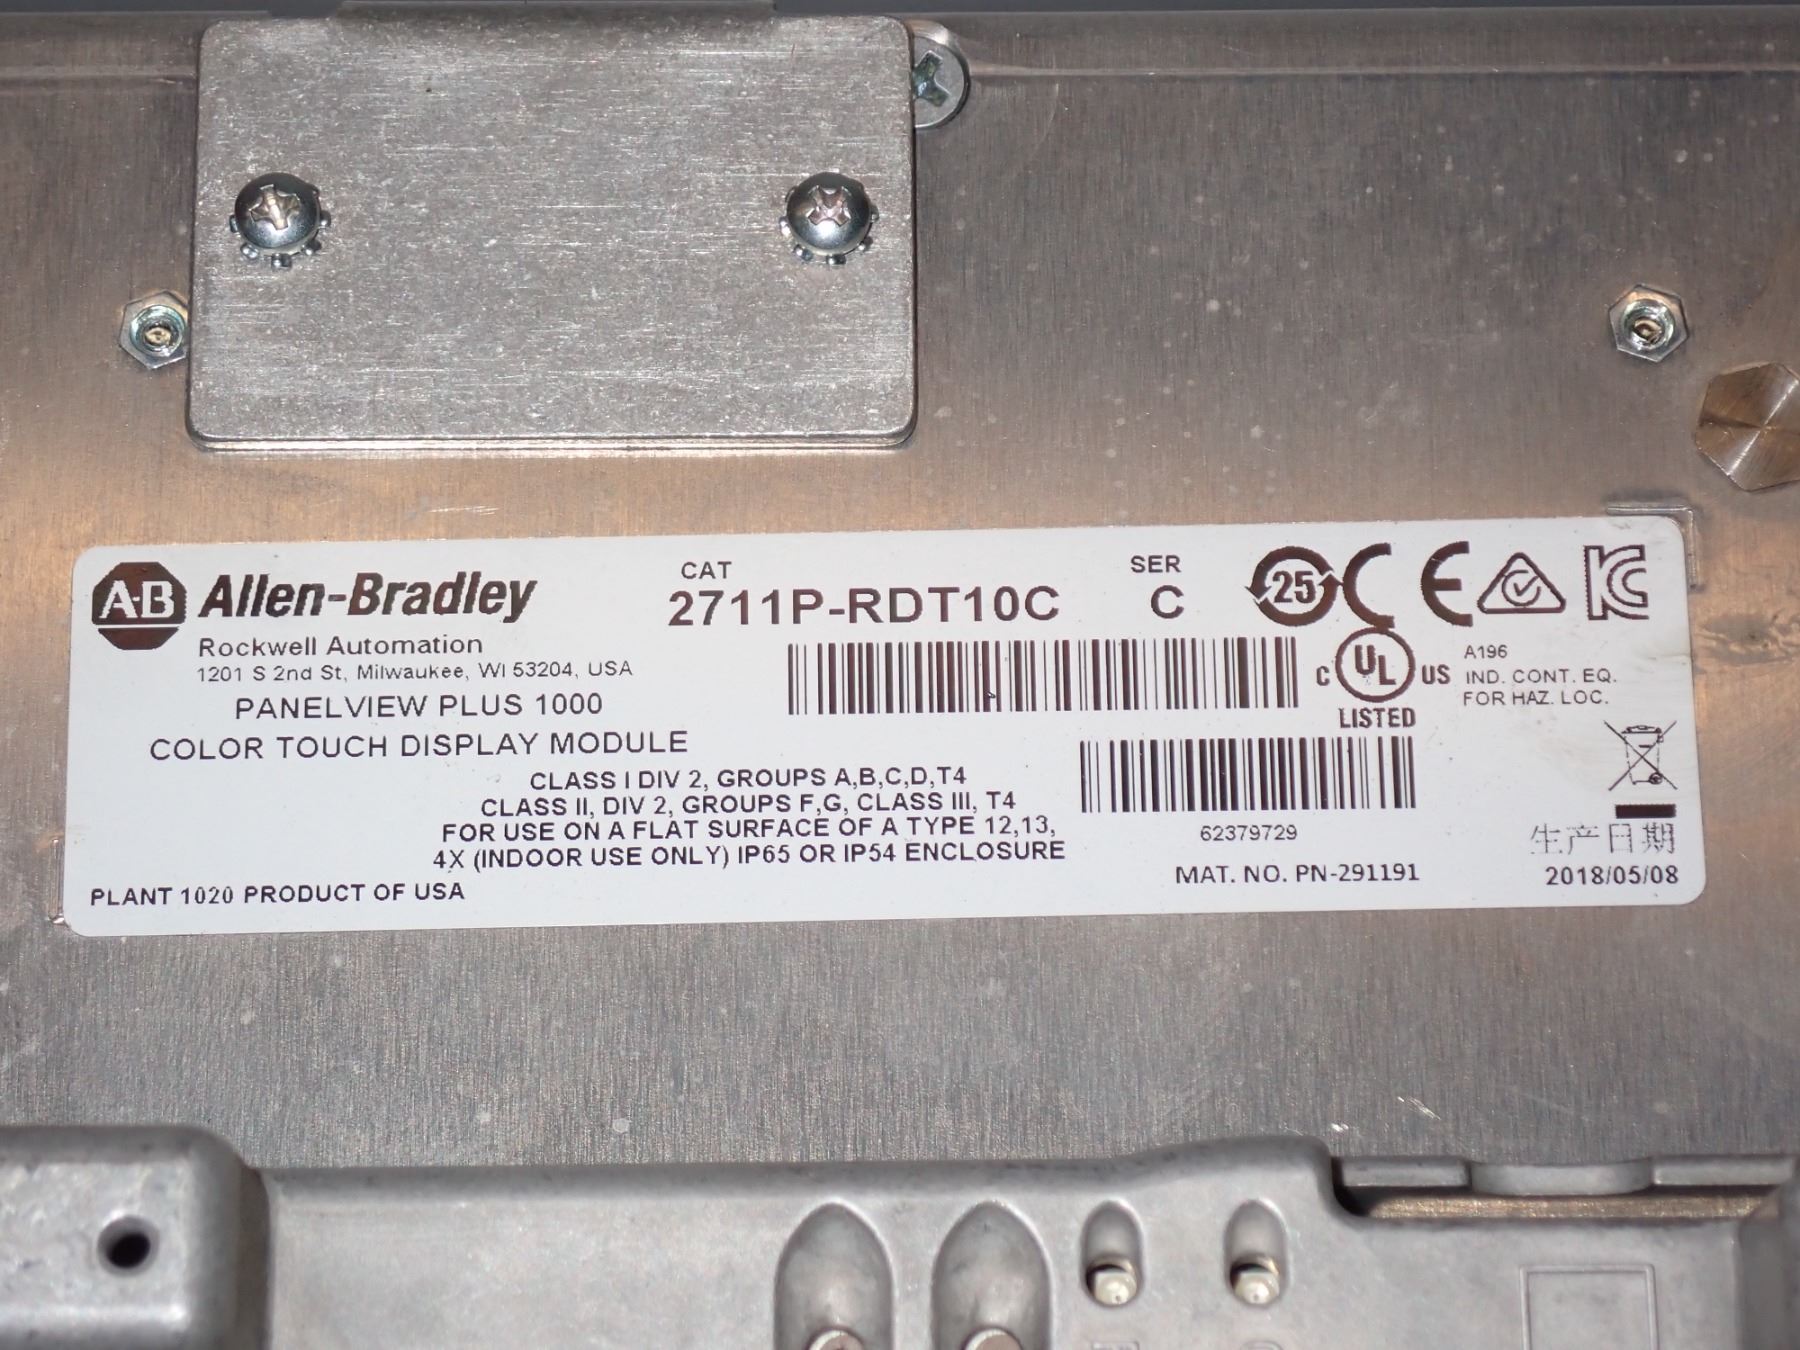 A-B Allen-Bradley
Rockwell Automation
1201 S 2nd St, Milwaukee, WI 53204, USA
PANELVIEW PLUS 1000
COLOR TOUCH DISPLAY MODULE
CAT
2711P-RDT10C
SER
C
25
CE
KC
C UL US
LISTED
A196
IND. CONT. EQ.
FOR HAZ. LOC.
CLASS I DIV 2, GROUPS A,B,C,D,T4
CLASS II, DIV 2, GROUPS F,G, CLASS III, T4
FOR USE ON A FLAT SURFACE OF A TYPE 12,13,
4X (INDOOR USE ONLY) IP65 OR IP54 ENCLOSURE
62379729
MAT. NO. PN-291191
生产日期
2018/05/08
PLANT 1020 PRODUCT OF USA